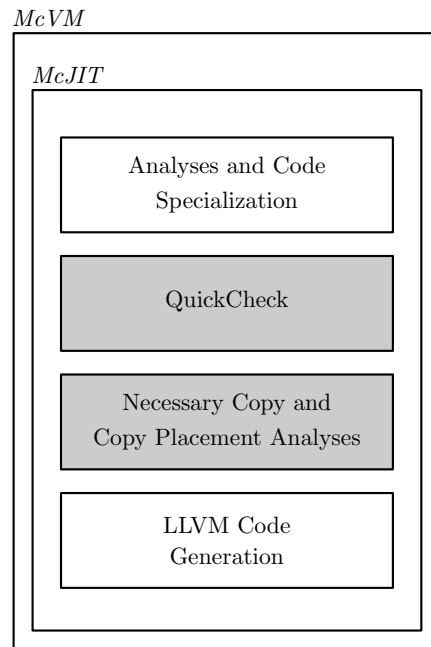 McVM
McJIT
Analyses and Code
Specialization
QuickCheck
Necessary Copy and
Copy Placement Analyses
LLVM Code
Generation